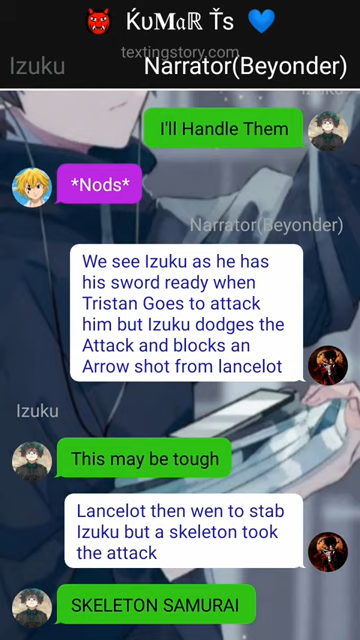 👹 ḰυMαℝ Ťs 💙
textingstory.com
Izuku Narrator(Beyonder)
I'll Handle Them
*Nods*
Narrator(Beyonder)
We see Izuku as he has
his sword ready when
Tristan Goes to attack
him but Izuku dodges the
Attack and blocks an
Arrow shot from lancelot
Izuku
This may be tough
Lancelot then wen to stab
Izuku but a skeleton took
the attack
SKELETON SAMURAI